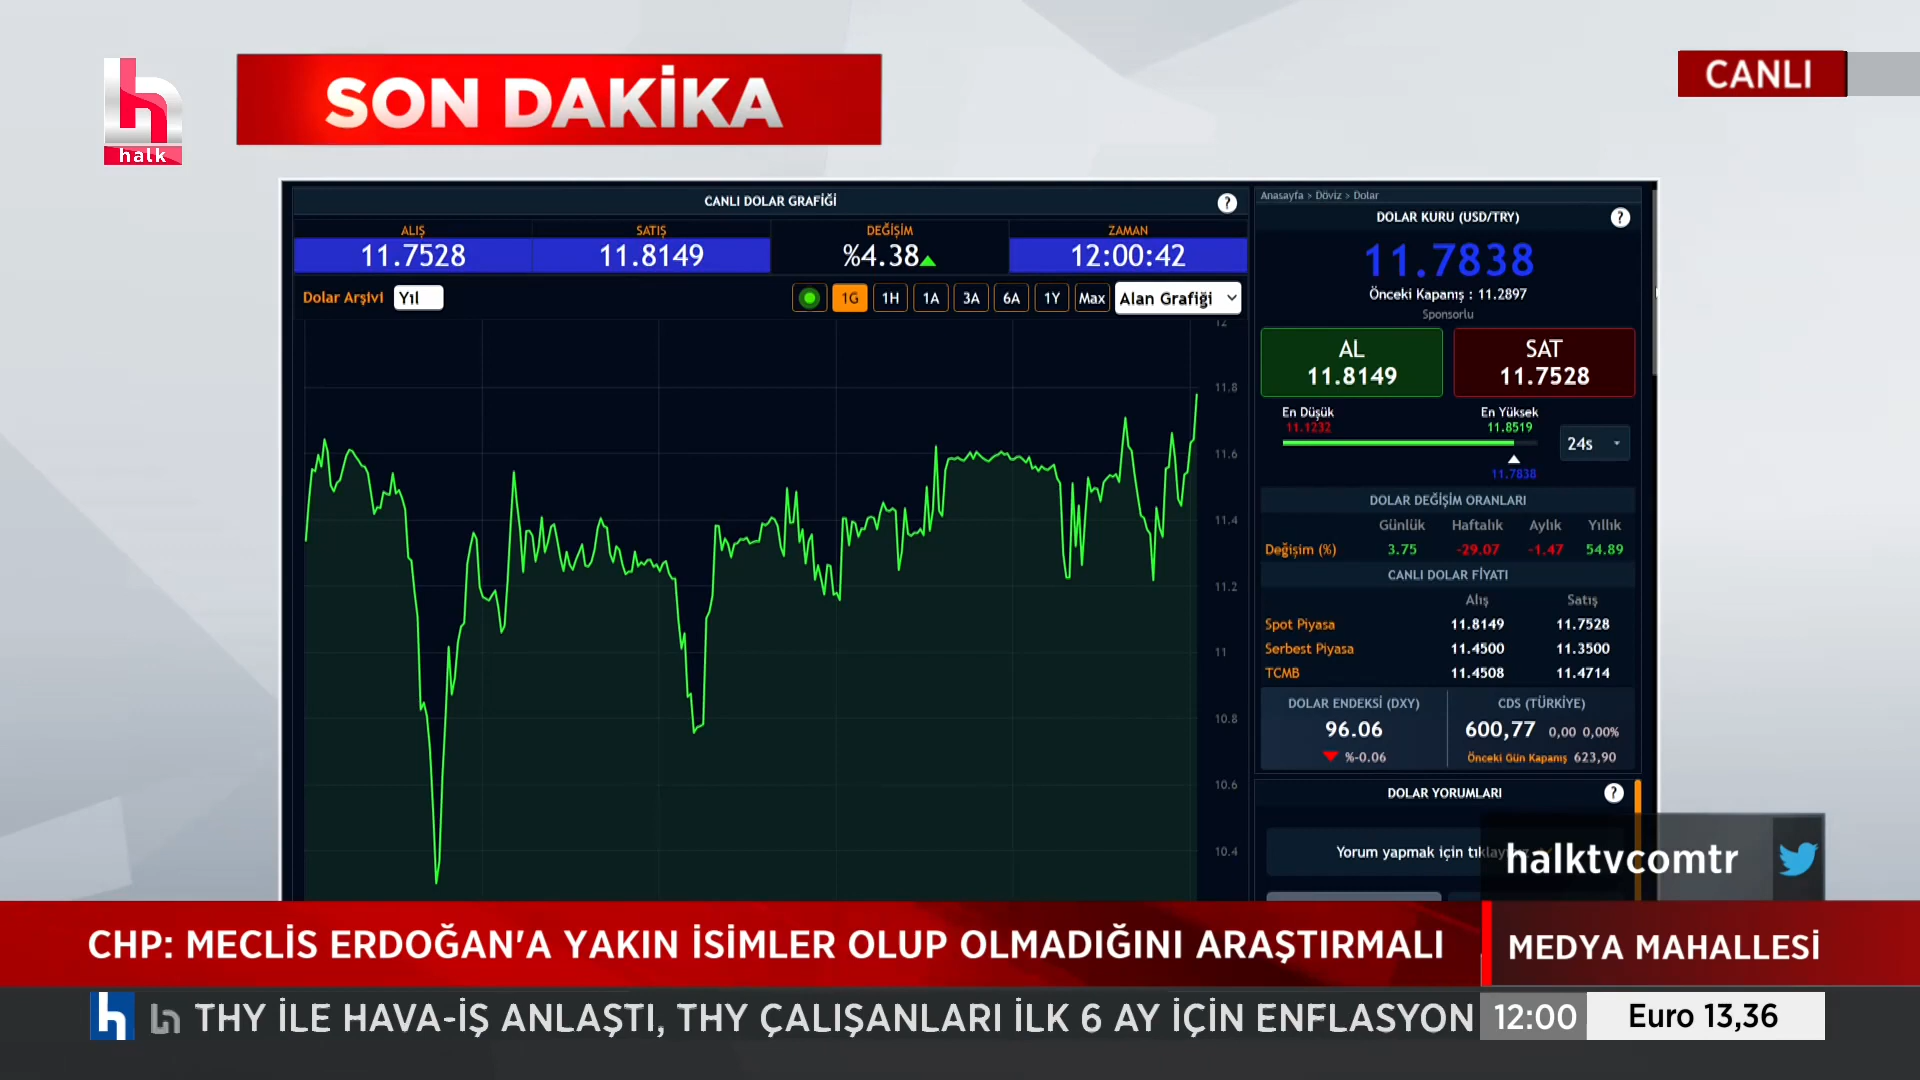 h
halk
SON DAKİKA
CANLI
CANLI DOLAR GRAFİĞİ
?
ALIŞ
SATIŞ
DEĞİŞİM
ZAMAN
11.7528
11.8149
%4.38
12:00:42
Dolar Arşivi
Yıl
1G
1H
1A
3A
6A
1Y
Max
Alan Grafiği
12
11.8
11.6
11.4
11.2
11
10.8
10.6
10.4
Anasayfa > Döviz > Dolar
DOLAR KURU (USD/TRY)
?
11.7838
Önceki Kapanış : 11.2897
Sponsorlu
AL
11.8149
SAT
11.7528
En Düşük
11.1232
En Yüksek
11.8519
24s
11.7838
DOLAR DEĞİŞİM ORANLARI
Günlük Haftalık Aylık Yıllık
Değişim (%) 3.75 -29.07 -1.47 54.89
CANLI DOLAR FİYATI
Alış Satış
Spot Piyasa 11.8149 11.7528
Serbest Piyasa 11.4500 11.3500
TCMB 11.4508 11.4714
DOLAR ENDEKSİ (DXY)
96.06
%-0.06
CDS (TÜRKİYE)
600,77 0,00 0,00%
Önceki Gün Kapanış 623,90
DOLAR YORUMLARI
?
Yorum yapmak için
halktvcomtr
CHP: MECLİS ERDOĞAN'A YAKIN İSİMLER OLUP OLMADIĞINI ARAŞTIRMALI
MEDYA MAHALLESİ
h THY İLE HAVA-İŞ ANLAŞTI, THY ÇALIŞANLARI İLK 6 AY İÇİN ENFLASYON
12:00
Euro 13,36